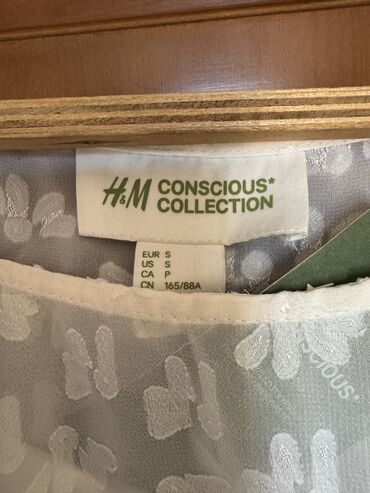 H&M CONSCIOUS*
COLLECTION
EUR S
US S
CA P
CN 165/88A
CONSCIOUS*